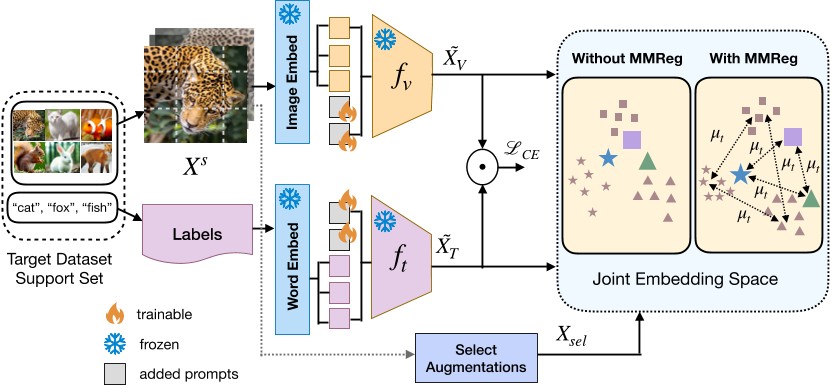 Without MMReg
With MMReg
Image Embed
f_v
X̃_V
μ_t
μ_t
μ_t
μ_t
μ_t
μ_t
X^s
ℒ_CE
"cat", "fox", "fish"
Labels
Word Embed
f_t
X̃_T
Target Dataset
Support Set
Joint Embedding Space
trainable
frozen
added prompts
Select
Augmentations
X_sel